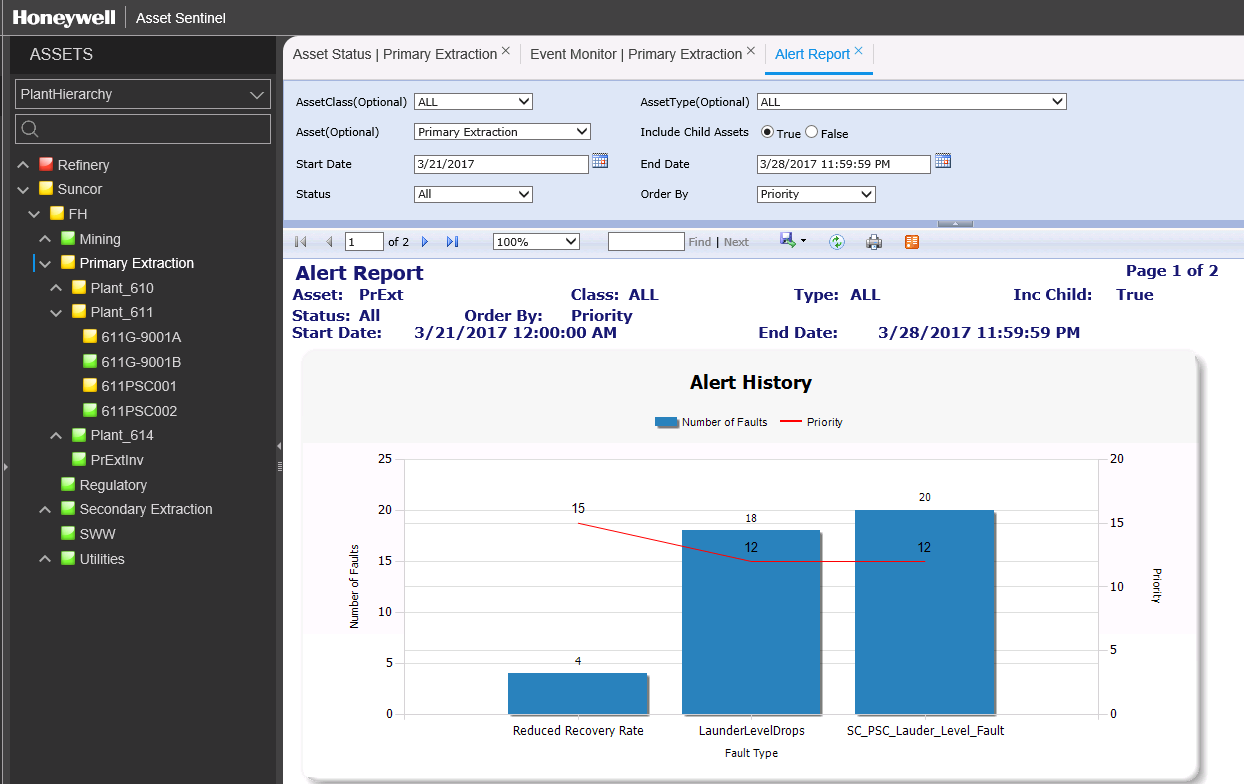 Honeywell Asset Sentinel
ASSETS
PlantHierarchy
Refinery
Suncor
FH
Mining
Primary Extraction
Plant_610
Plant_611
611G-9001A
611G-9001B
611PSC001
611PSC002
Plant_614
PrExtInv
Regulatory
Secondary Extraction
SWW
Utilities
Asset Status | Primary Extraction × Event Monitor | Primary Extraction × Alert Report ×
AssetClass(Optional) ALL AssetType(Optional) ALL
Asset(Optional) Primary Extraction Include Child Assets True False
Start Date 3/21/2017 End Date 3/28/2017 11:59:59 PM
Status All Order By Priority
1 of 2 100% Find | Next
Alert Report Page 1 of 2
Asset: PrExt Class: ALL Type: ALL Inc Child: True
Status: All Order By: Priority
Start Date: 3/21/2017 12:00:00 AM End Date: 3/28/2017 11:59:59 PM
Alert History
Number of Faults Priority
25 20
20 20
15 18 15
15 12 12
10 10
5 4 5
0 0
Number of Faults
Priority
Reduced Recovery Rate LaunderLevelDrops SC_PSC_Lauder_Level_Fault
Fault Type